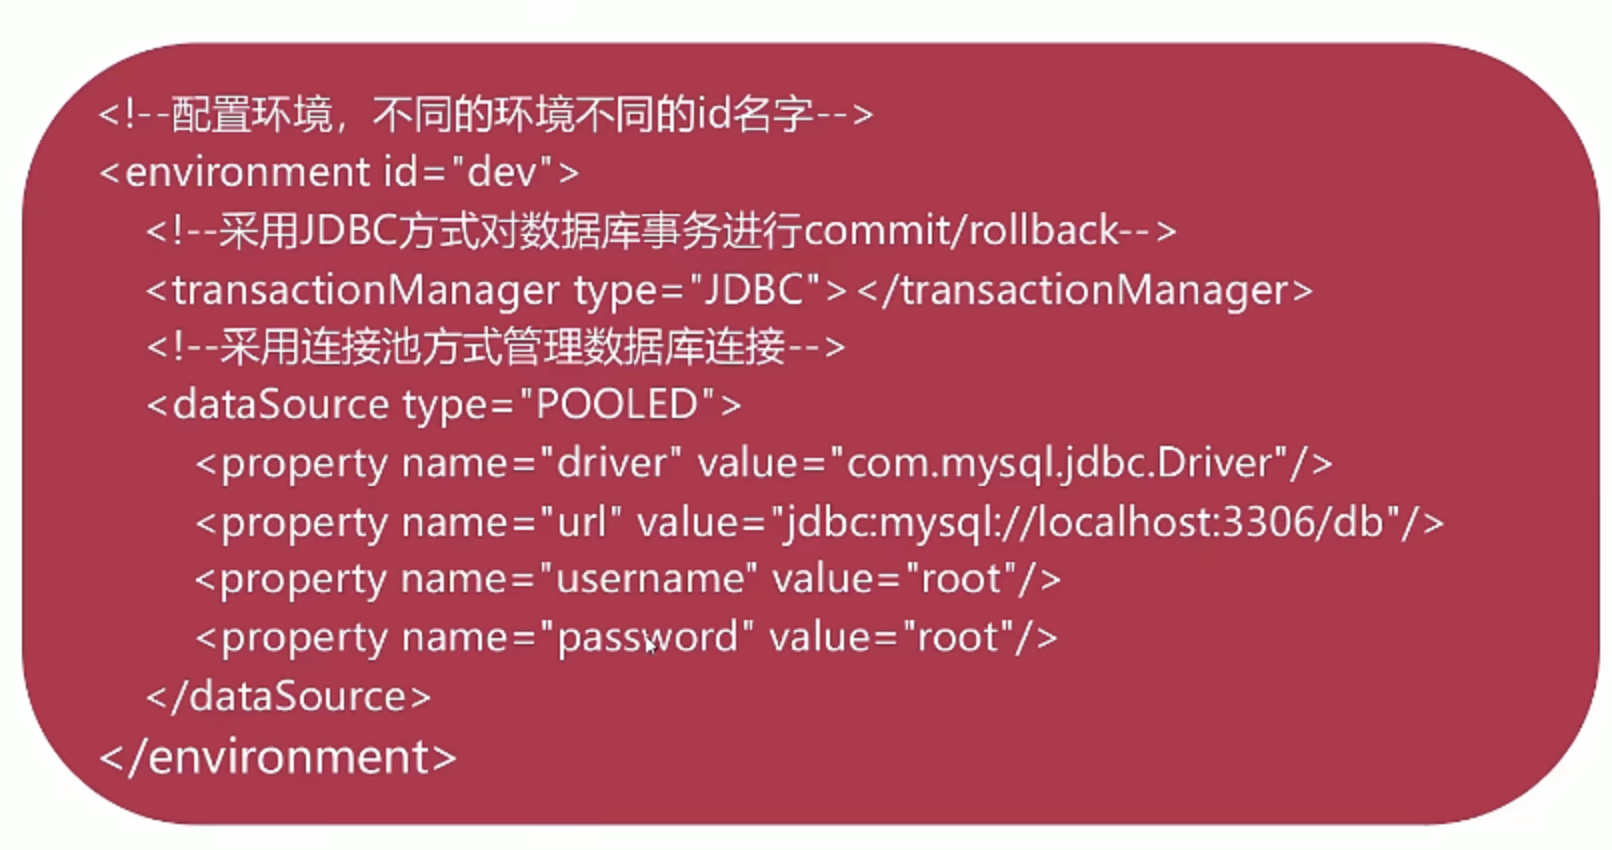 <!--配置环境，不同的环境不同的id名字-->
<environment id="dev">
<!--采用JDBC方式对数据库事务进行commit/rollback-->
<transactionManager type="JDBC"></transactionManager>
<!--采用连接池方式管理数据库连接-->
<dataSource type="POOLED">
<property name="driver" value="com.mysql.jdbc.Driver"/>
<property name="url" value="jdbc:mysql://localhost:3306/db"/>
<property name="username" value="root"/>
<property name="password" value="root"/>
</dataSource>
</environment>